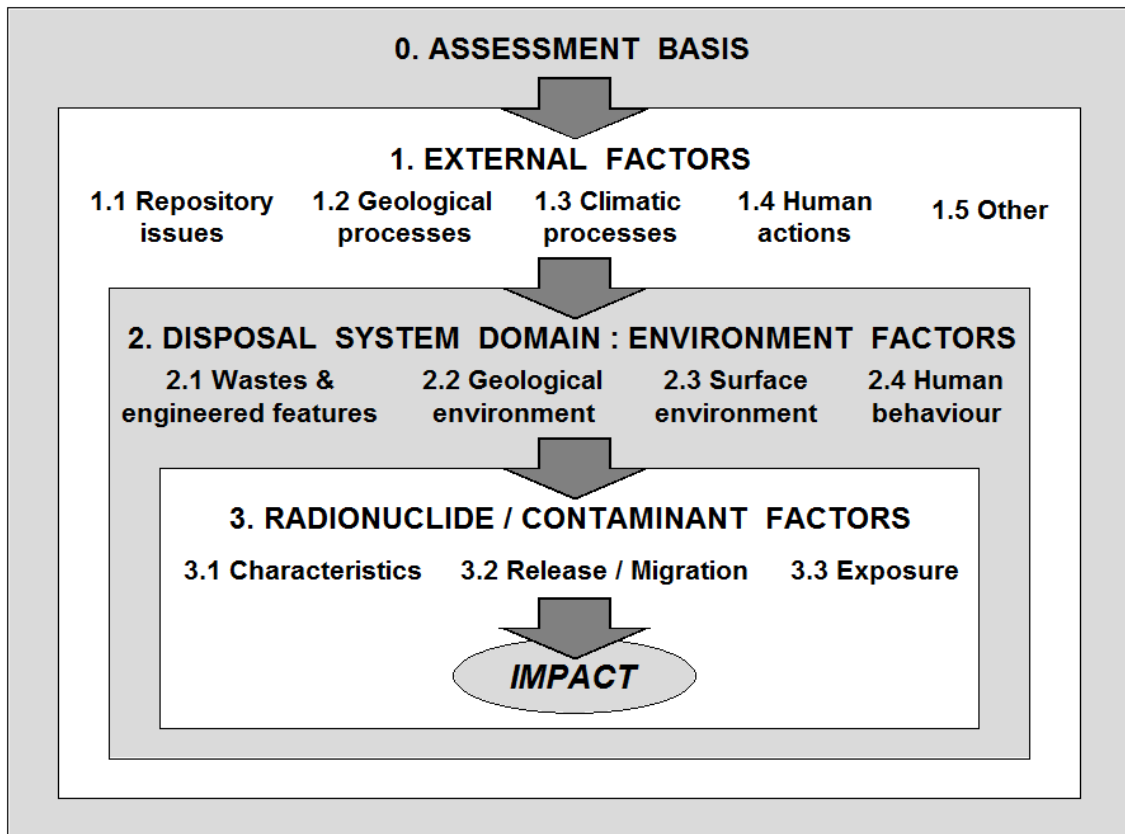 0. ASSESSMENT BASIS
1. EXTERNAL FACTORS
1.1 Repository
issues
1.2 Geological
processes
1.3 Climatic
processes
1.4 Human
actions
1.5 Other
2. DISPOSAL SYSTEM DOMAIN : ENVIRONMENT FACTORS
2.1 Wastes &
engineered features
2.2 Geological
environment
2.3 Surface
environment
2.4 Human
behaviour
3. RADIONUCLIDE / CONTAMINANT FACTORS
3.1 Characteristics
3.2 Release / Migration
3.3 Exposure
IMPACT